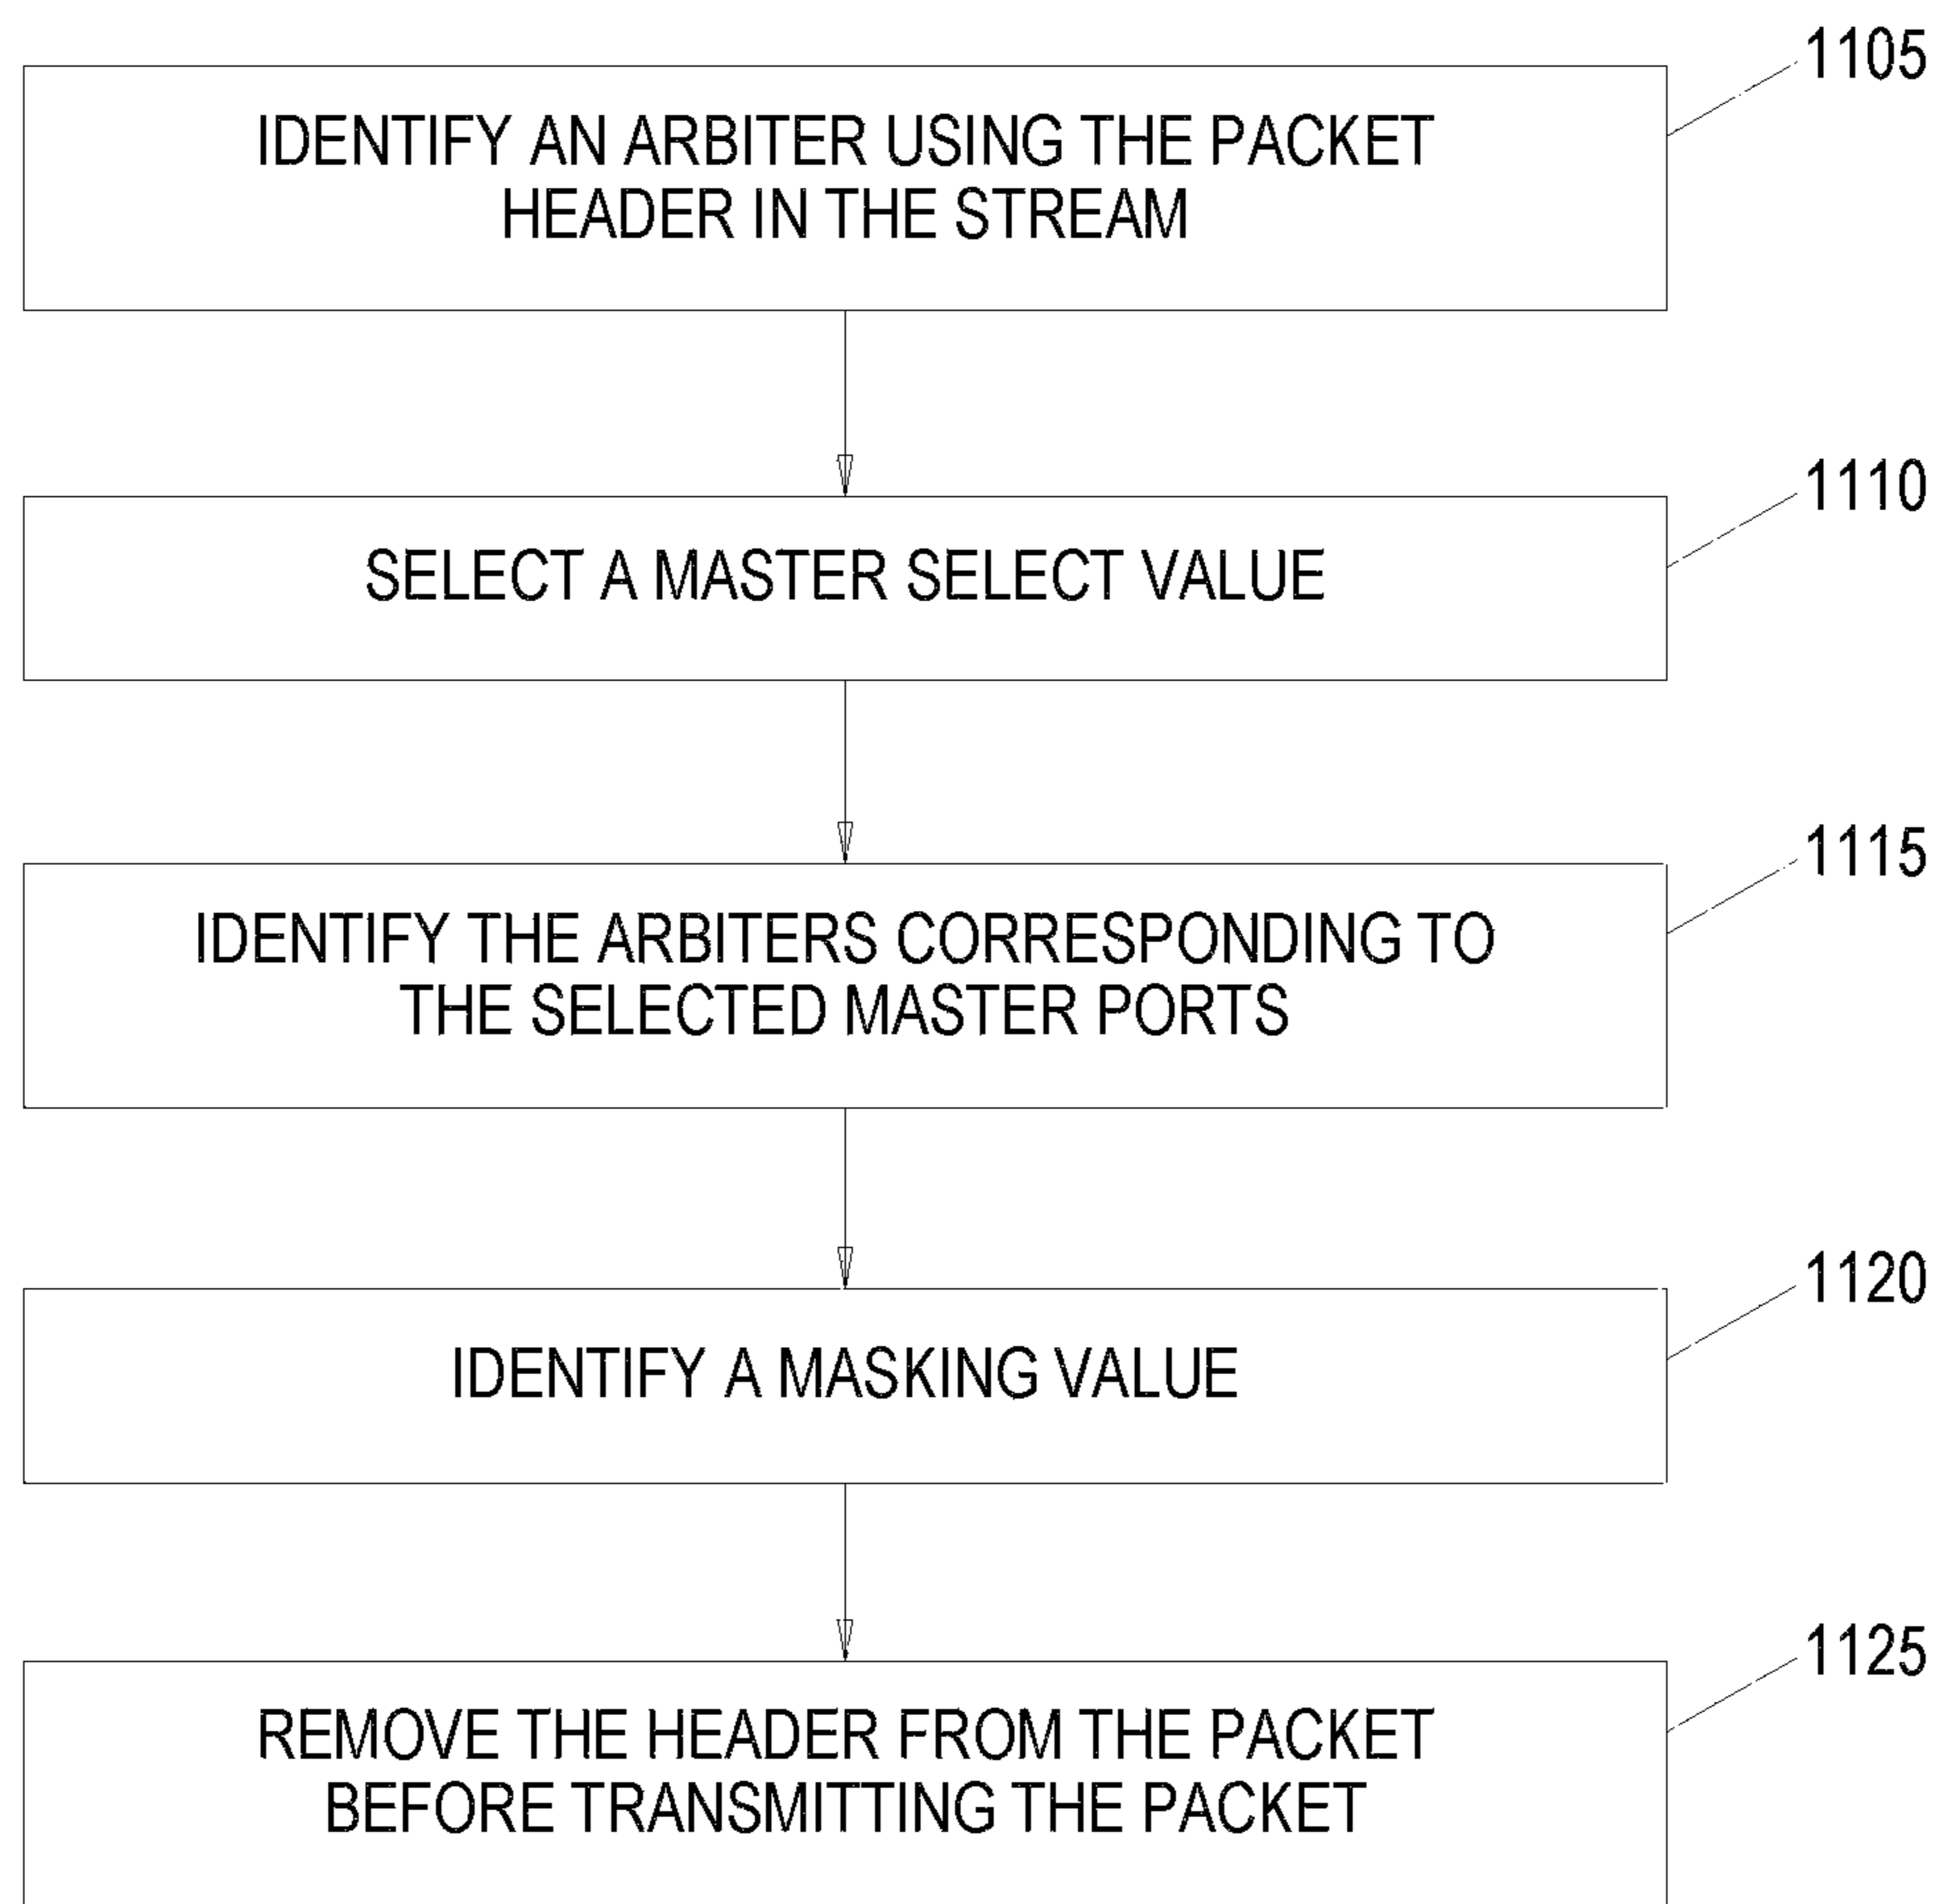 1105
IDENTIFY AN ARBITER USING THE PACKET
HEADER IN THE STREAM
1110
SELECT A MASTER SELECT VALUE
1115
IDENTIFY THE ARBITERS CORRESPONDING TO
THE SELECTED MASTER PORTS
1120
IDENTIFY A MASKING VALUE
1125
REMOVE THE HEADER FROM THE PACKET
BEFORE TRANSMITTING THE PACKET